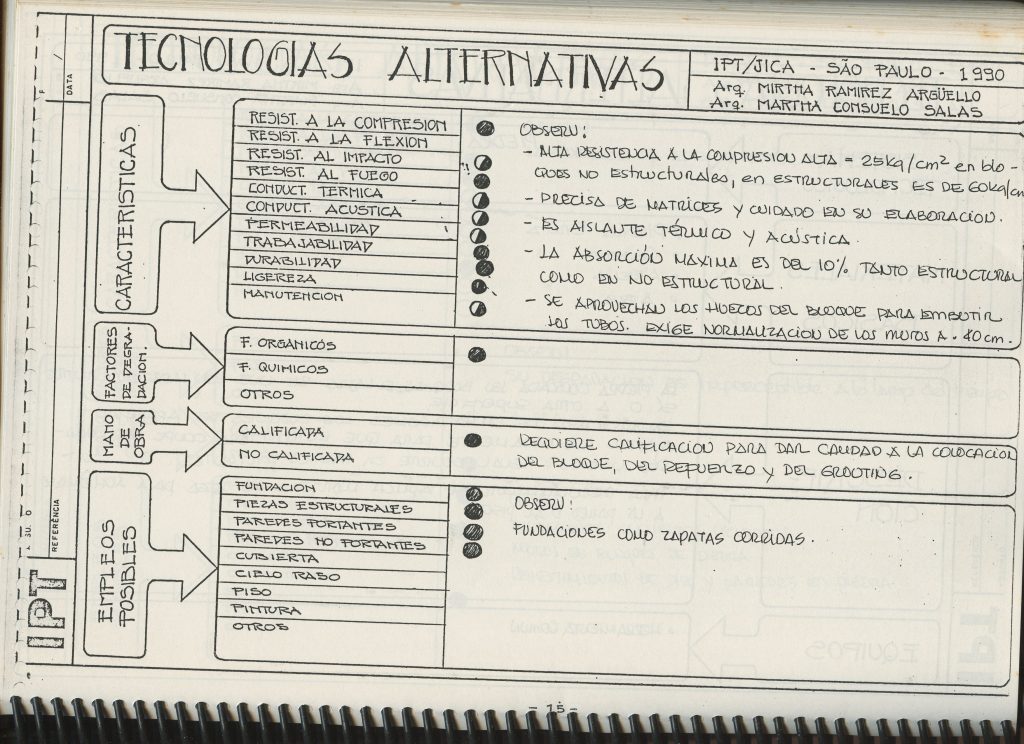 TECNOLOGIAS ALTERNATIVAS
IPT/JICA - SÃO PAULO - 1990
Arq. MIRTHA RAMIREZ ARGÜELLO
Arq. MARTHA CONSUELO SALAS
DATA
/
CARACTERISTICAS
RESIST. A LA COMPRESION
RESIST. A LA FLEXION
RESIST. AL IMPACTO
RESIST. AL FUEGO
CONDUCT. TERMICA
CONDUCT. ACUSTICA
PERMEABILIDAD
TRABAJABILIDAD
DURABILIDAD
LIGEREZA
MANUTENCION
OBSERV:
- ALTA RESISTENCIA A LA COMPRESION ALTA = 25Kg/cm² en blo-
QUES NO ESTRUCTURALES, en ESTRUCTURALES ES DE 60Kg/cm
- PRECISA DE MATRICES Y CUIDADO EN SU ELABORACION.
- ES AISLANTE TÉRMICO Y ACÚSTICA.
- LA ABSORCIÓN MAXIMA ES DEL 10% TANTO ESTRUCTURAL
COMO EN NO ESTRUCTURAL.
- SE APROVECHAN LOS HUECOS DEL BLOQUE PARA EMBUTIR
LOS TUBOS. EXIGE NORMALIZACION DE LOS MUROS A. 40cm.
FACTORES
DE DEGRA
DACION.
F. ORGANICOS
F. QUIMICOS
OTROS
MANO
DE
OBRA
CALIFICADA
NO CALIFICADA
REQUIERE CALIFICACION PARA DAR CALIDAD A LA COLOCACION
DEL BLOQUE, DEL REFUERZO Y DEL GROUTING.
EMPLEOS
POSIBLES
FUNDACION
PIEZAS ESTRUCTURALES
PAREDES PORTANTES
PAREDES NO PORTANTES
CUBIERTA
CIELO RASO
PISO
PINTURA
OTROS
OBSERV:
FUNDACIONES COMO ZAPATAS CORRIDAS.
REFERÊNCIA
IPT
- 15 -